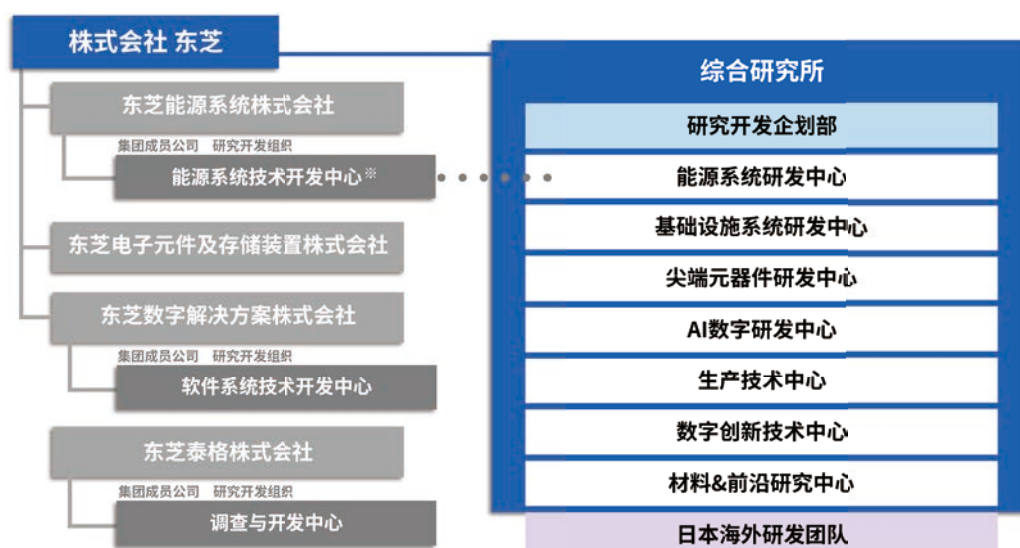 株式会社 东芝
东芝能源系统株式会社
集团成员公司 研究开发组织
能源系统技术开发中心※
东芝电子元件及存储装置株式会社
东芝数字解决方案株式会社
集团成员公司 研究开发组织
软件系统技术开发中心
东芝泰格株式会社
集团成员公司 研究开发组织
调查与开发中心
综合研究所
研究开发企划部
能源系统研发中心
基础设施系统研发中心
尖端元器件研发中心
AI数字研发中心
生产技术中心
数字创新技术中心
材料&前沿研究中心
日本海外研发团队